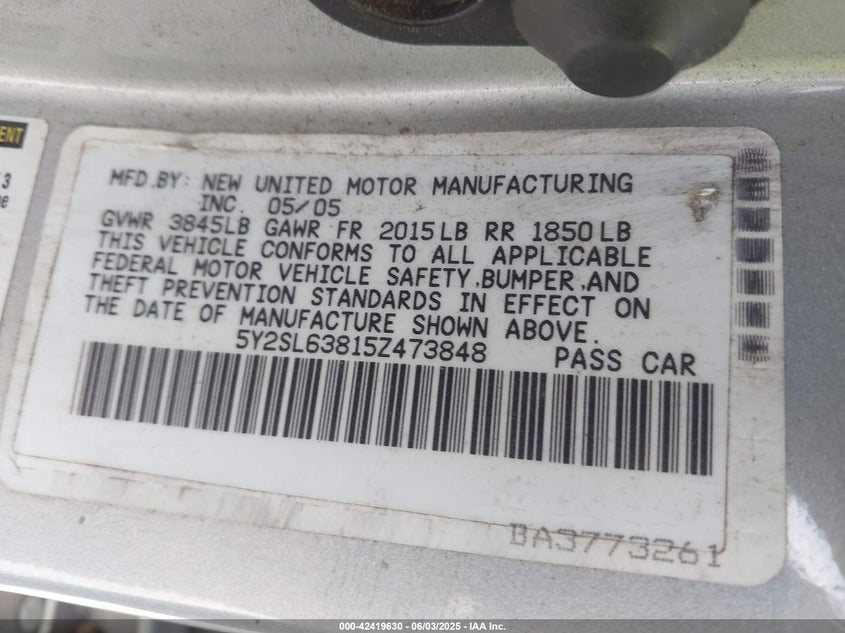 ENT
3
e
MFD.BY: NEW UNITED MOTOR MANUFACTURING
INC. 05/05
GVWR 3845LB GAWR FR 2015LB RR 1850LB
THIS VEHICLE CONFORMS TO ALL APPLICABLE
FEDERAL MOTOR VEHICLE SAFETY,BUMPER,AND
THEFT PREVENTION STANDARDS IN EFFECT ON
THE DATE OF MANUFACTURE SHOWN ABOVE.
5Y2SL63815Z473848 PASS CAR
BA3773261
000-42419630 - 06/03/2025 - IAA Inc.